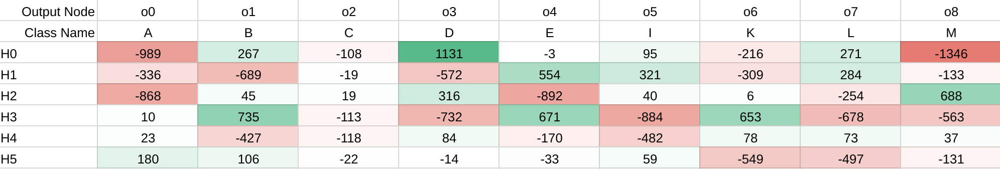 Output Node o0 o1 o2 o3 o4 o5 o6 o7 o8
Class Name A B C D E I K L M
H0 -989 267 -108 1131 -3 95 -216 271 -1346
H1 -336 -689 -19 -572 554 321 -309 284 -133
H2 -868 45 19 316 -892 40 6 -254 688
H3 10 735 -113 -732 671 -884 653 -678 -563
H4 23 -427 -118 84 -170 -482 78 73 37
H5 180 106 -22 -14 -33 59 -549 -497 -131